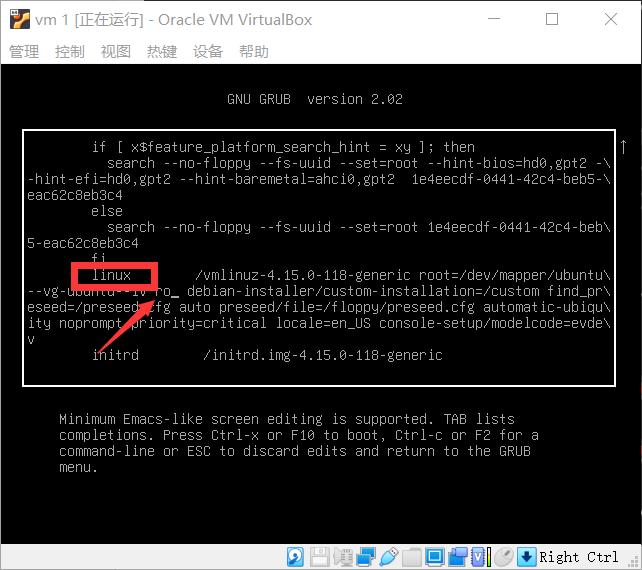 vm 1 [正在运行] - Oracle VM VirtualBox
管理 控制 视图 热键 设备 帮助
GNU GRUB version 2.02
if [ x$feature_platform_search_hint = xy ]; then
search --no-floppy --fs-uuid --set=root --hint-bios=hd0,gpt2 -\
-hint-efi=hd0,gpt2 --hint-baremetal=ahci0,gpt2 1e4eecdf-0441-42c4-beb5-\
eac62c8eb3c4
else
search --no-floppy --fs-uuid --set=root 1e4eecdf-0441-42c4-beb\
5-eac62c8eb3c4
fi
linux /vmlinuz-4.15.0-118-generic root=/dev/mapper/ubuntu\
--vg-ubuntu--lv ro_ debian-installer/custom-installation=/custom find_pr\
eseed=/preseed.cfg auto preseed/file=/floppy/preseed.cfg automatic-ubiqu\
ity noprompt priority=critical locale=en_US console-setup/modelcode=evde\
v
initrd /initrd.img-4.15.0-118-generic
Minimum Emacs-like screen editing is supported. TAB lists
completions. Press Ctrl-x or F10 to boot, Ctrl-c or F2 for a
command-line or ESC to discard edits and return to the GRUB
menu.
Right Ctrl